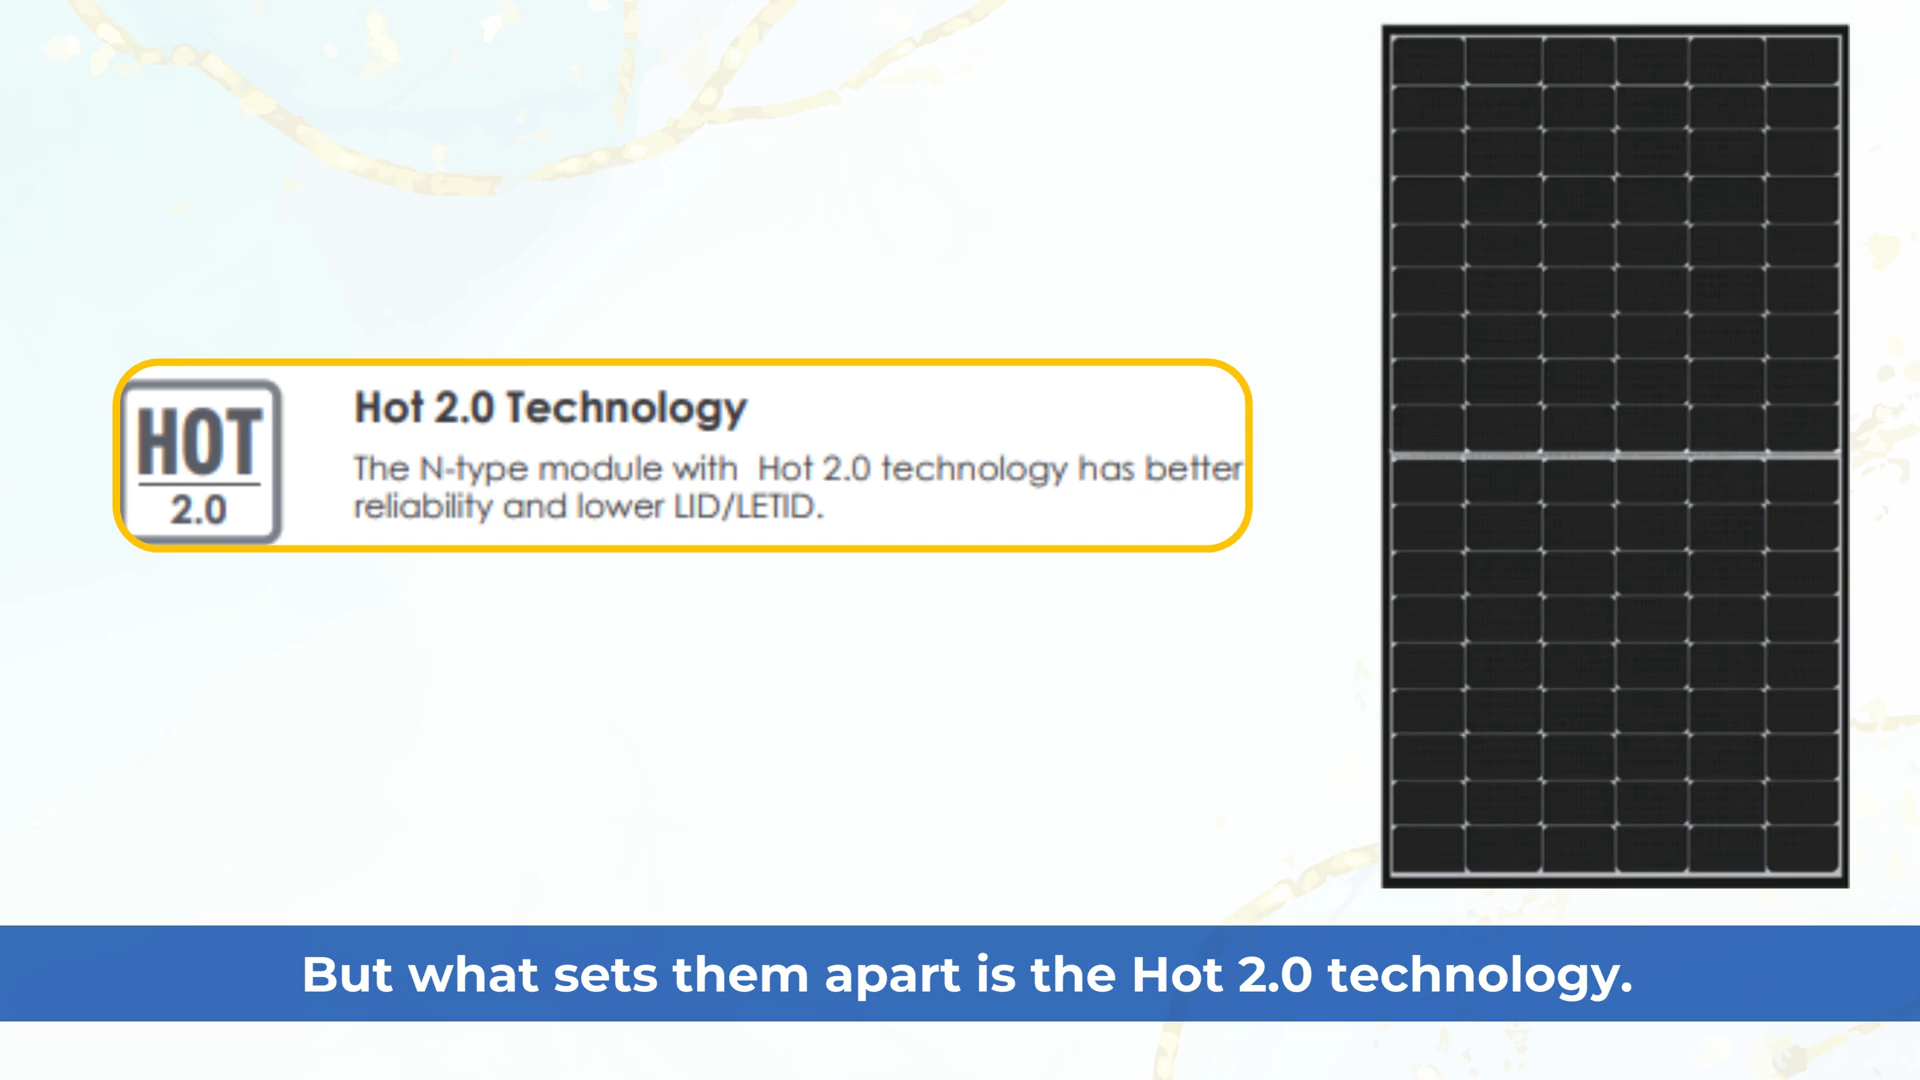 HOT
2.0
Hot 2.0 Technology
The N-type module with Hot 2.0 technology has better
reliability and lower LID/LETID.
But what sets them apart is the Hot 2.0 technology.